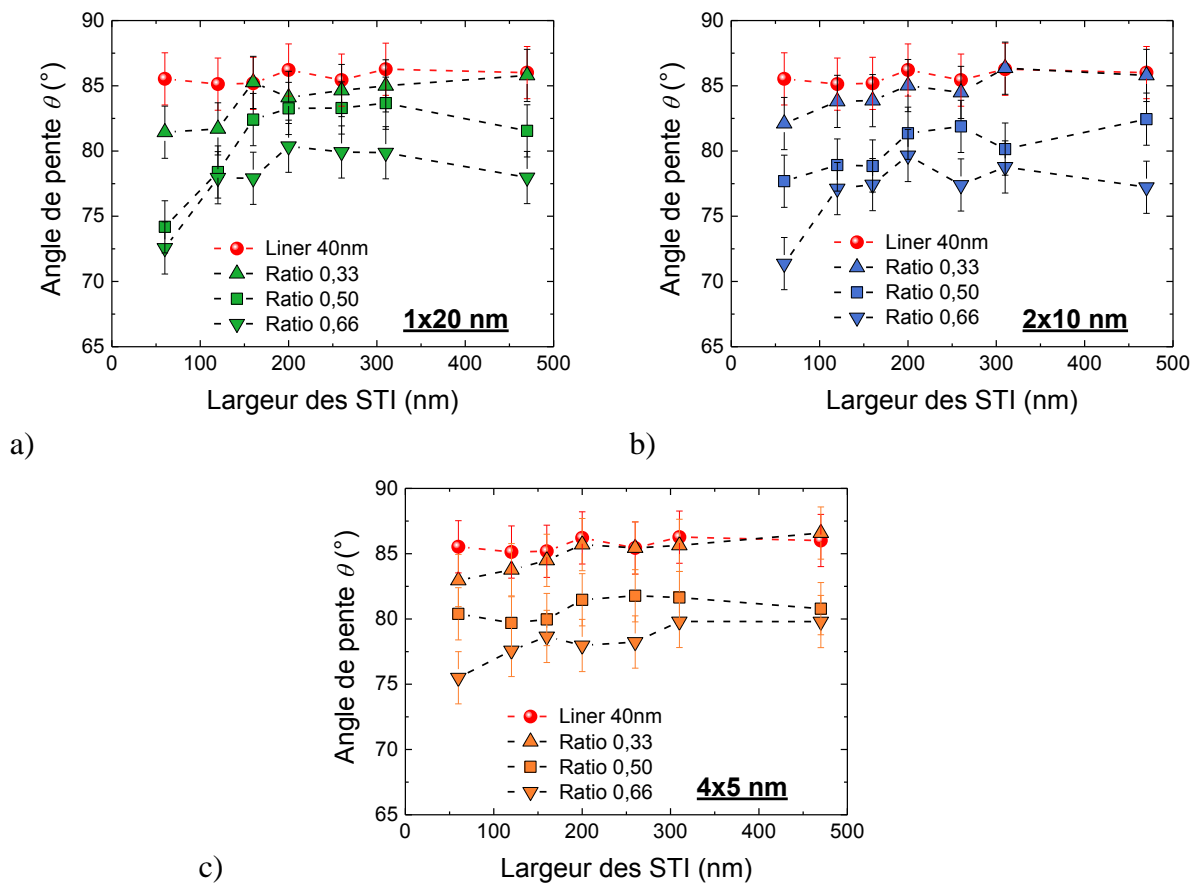 90
85
80
75
70
65
Angle de pente θ (°)
Liner 40nm
Ratio 0,33
Ratio 0,50
Ratio 0,66
1x20 nm
0 100 200 300 400 500
Largeur des STI (nm)
a)
90
85
80
75
70
65
Angle de pente θ (°)
Liner 40nm
Ratio 0,33
Ratio 0,50
Ratio 0,66
2x10 nm
0 100 200 300 400 500
Largeur des STI (nm)
b)
90
85
80
75
70
65
Angle de pente θ (°)
Liner 40nm
Ratio 0,33
Ratio 0,50
Ratio 0,66
4x5 nm
0 100 200 300 400 500
Largeur des STI (nm)
c)